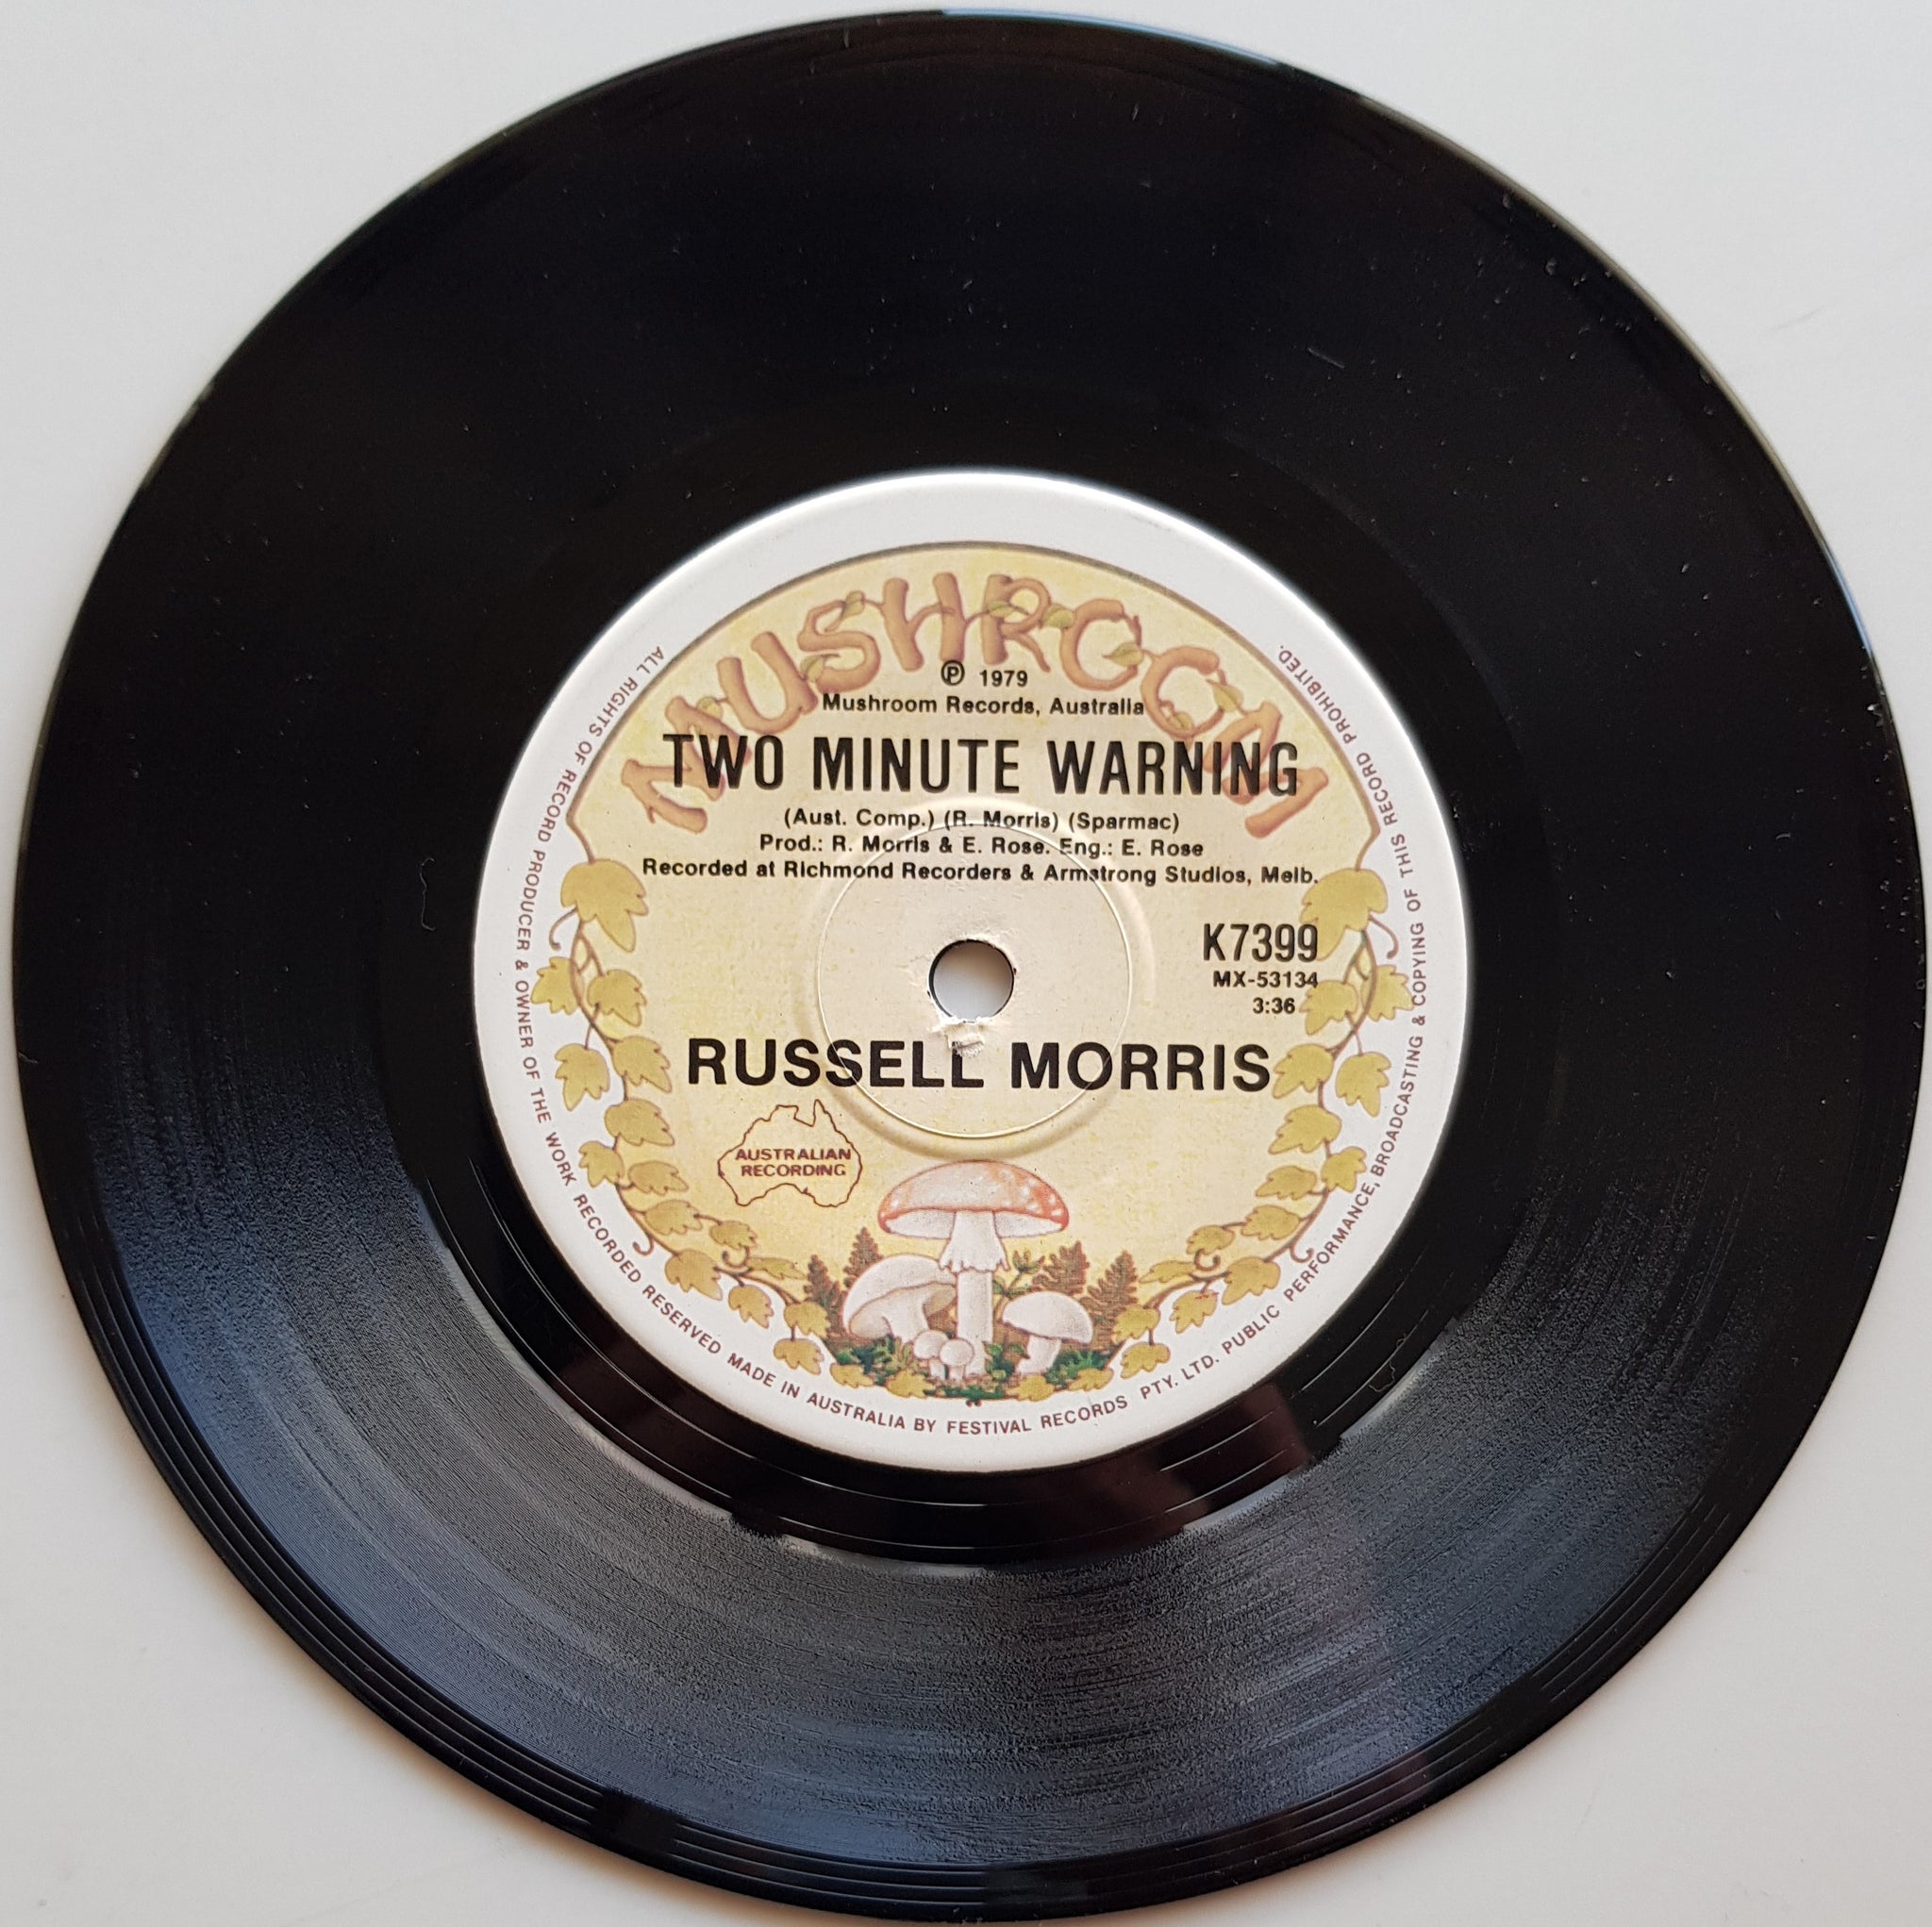 MUSHROOM
℗ 1979
Mushroom Records, Australia
TWO MINUTE WARNING
(Aust. Comp.) (R. Morris) (Sparmac)
Prod.: R. Morris & E. Rose. Eng.: E. Rose
Recorded at Richmond Recorders & Armstrong Studios, Melb.
K7399
MX-53134
3:36
RUSSELL MORRIS
AUSTRALIAN
RECORDING
ALL RIGHTS OF RECORD PRODUCER & OWNER OF THE WORK RECORDED RESERVED MADE IN AUSTRALIA BY FESTIVAL RECORDS PTY. LTD. PUBLIC PERFORMANCE, BROADCASTING & COPYING OF THIS RECORD PROHIBITED.